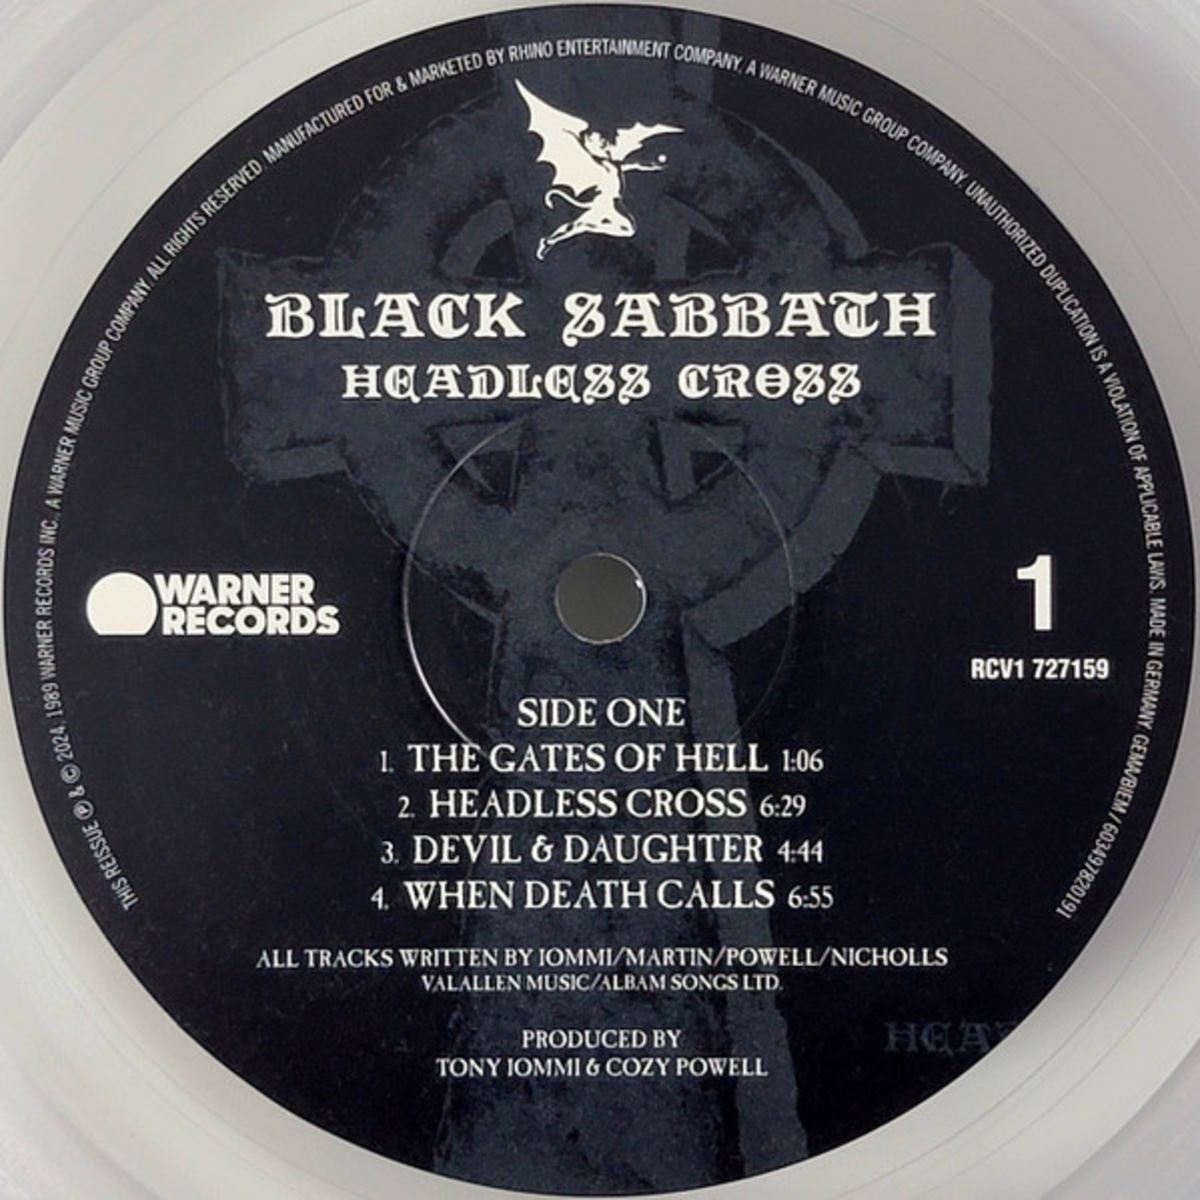 THIS REISSUE ℗ & © 2024, 1989 WARNER RECORDS INC. A WARNER MUSIC GROUP COMPANY. ALL RIGHTS RESERVED. MANUFACTURED FOR & MARKETED BY RHINO ENTERTAINMENT COMPANY, A WARNER MUSIC GROUP COMPANY. UNAUTHORIZED DUPLICATION IS A VIOLATION OF APPLICABLE LAWS. MADE IN GERMANY. GEMA/BIEM / 603497820191
BLACK SABBATH
HEADLESS CROSS
WARNER
RECORDS
1
RCV1 727159
SIDE ONE
1. THE GATES OF HELL 1:06
2. HEADLESS CROSS 6:29
3. DEVIL & DAUGHTER 4:44
4. WHEN DEATH CALLS 6:55
ALL TRACKS WRITTEN BY IOMMI/MARTIN/POWELL/NICHOLLS
VALALLEN MUSIC/ALBAM SONGS LTD.
HEA
PRODUCED BY
TONY IOMMI & COZY POWELL